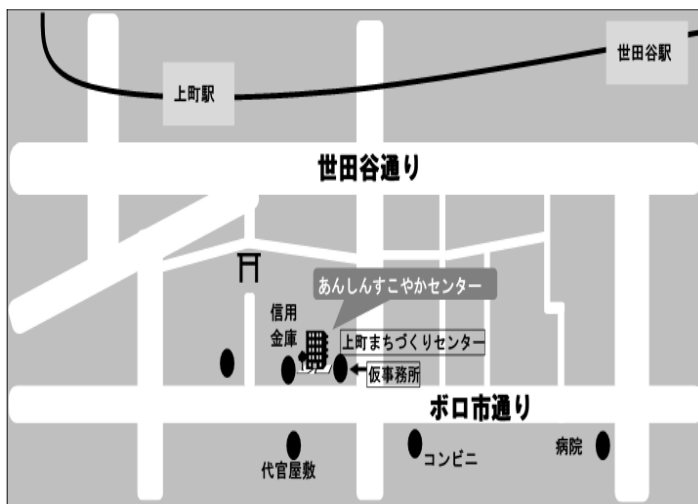 世田谷駅
上町駅
世田谷通り
あんしんすこやかセンター
信用
金庫
上町まちづくりセンター
仮事務所
ボロ市通り
代官屋敷
コンビニ
病院